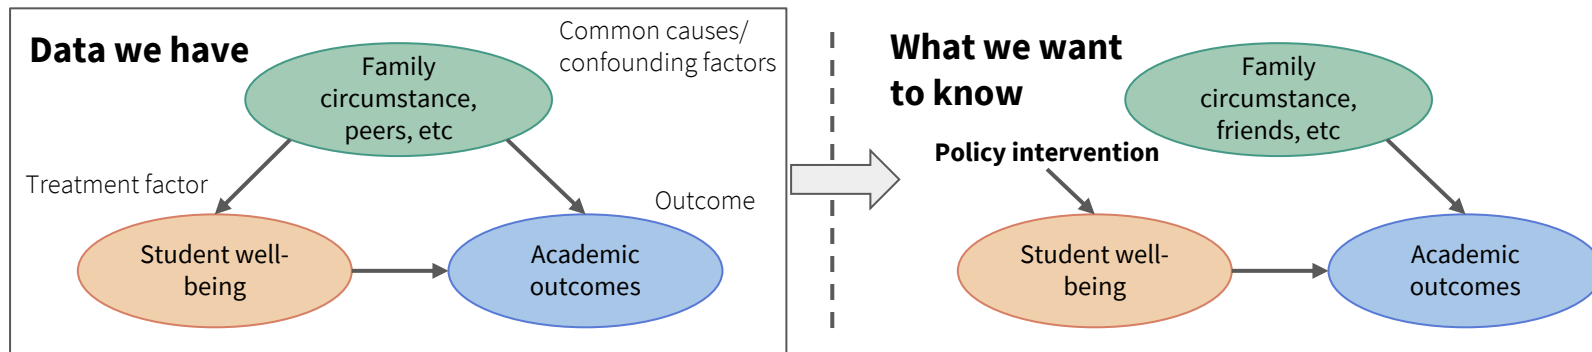 Data we have
Common causes/
confounding factors
Family
circumstance,
peers, etc
Treatment factor
Outcome
Student well-
being
Academic
outcomes
What we want
to know
Family
circumstance,
friends, etc
Policy intervention
Student well-
being
Academic
outcomes